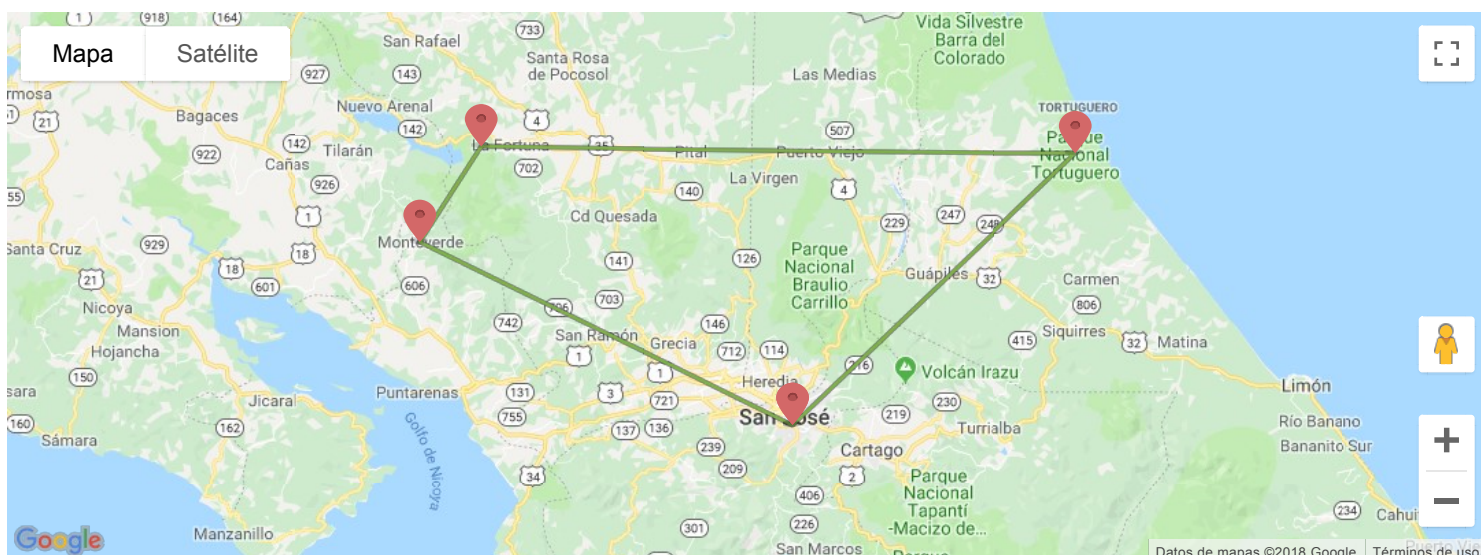 Mapa
Satélite
1
918
164
733
San Rafael
Vida Silvestre
Barra del
Colorado
Santa Rosa
de Pocosol
927
143
Las Medias
rmosa
21
Bagaces
Nuevo Arenal
142
4
TORTUGUERO
507
Parque
Nacional
Tortuguero
142
Tilarán
La Fortuna
35
Pital
Puerto Viejo
922
Cañas
702
La Virgen
926
140
4
55
1
Cd Quesada
247
229
248
Santa Cruz
929
Monteverde
18
Parque
Nacional
Braulio
Carrillo
18
141
126
Guápiles
32
Carmen
21
601
606
703
806
Nicoya
706
Mansion
742
146
Siquirres
San Ramón
Grecia
415
32
Matina
Hojancha
1
712
114
216
150
1
Heredia
Volcán Irazu
sara
Puntarenas
131
3
Limón
160
Jicaral
721
San José
230
755
219
Río Banano
162
137
136
Turrialba
Sámara
Golfo de Nicoya
239
Cartago
Bananito Sur
34
209
2
Parque
Nacional
Tapantí
-Macizo de...
406
234
Cahui
Manzanillo
301
226
San Marcos
Parque
Google
Datos de mapas ©2018 Google
Términos de uso